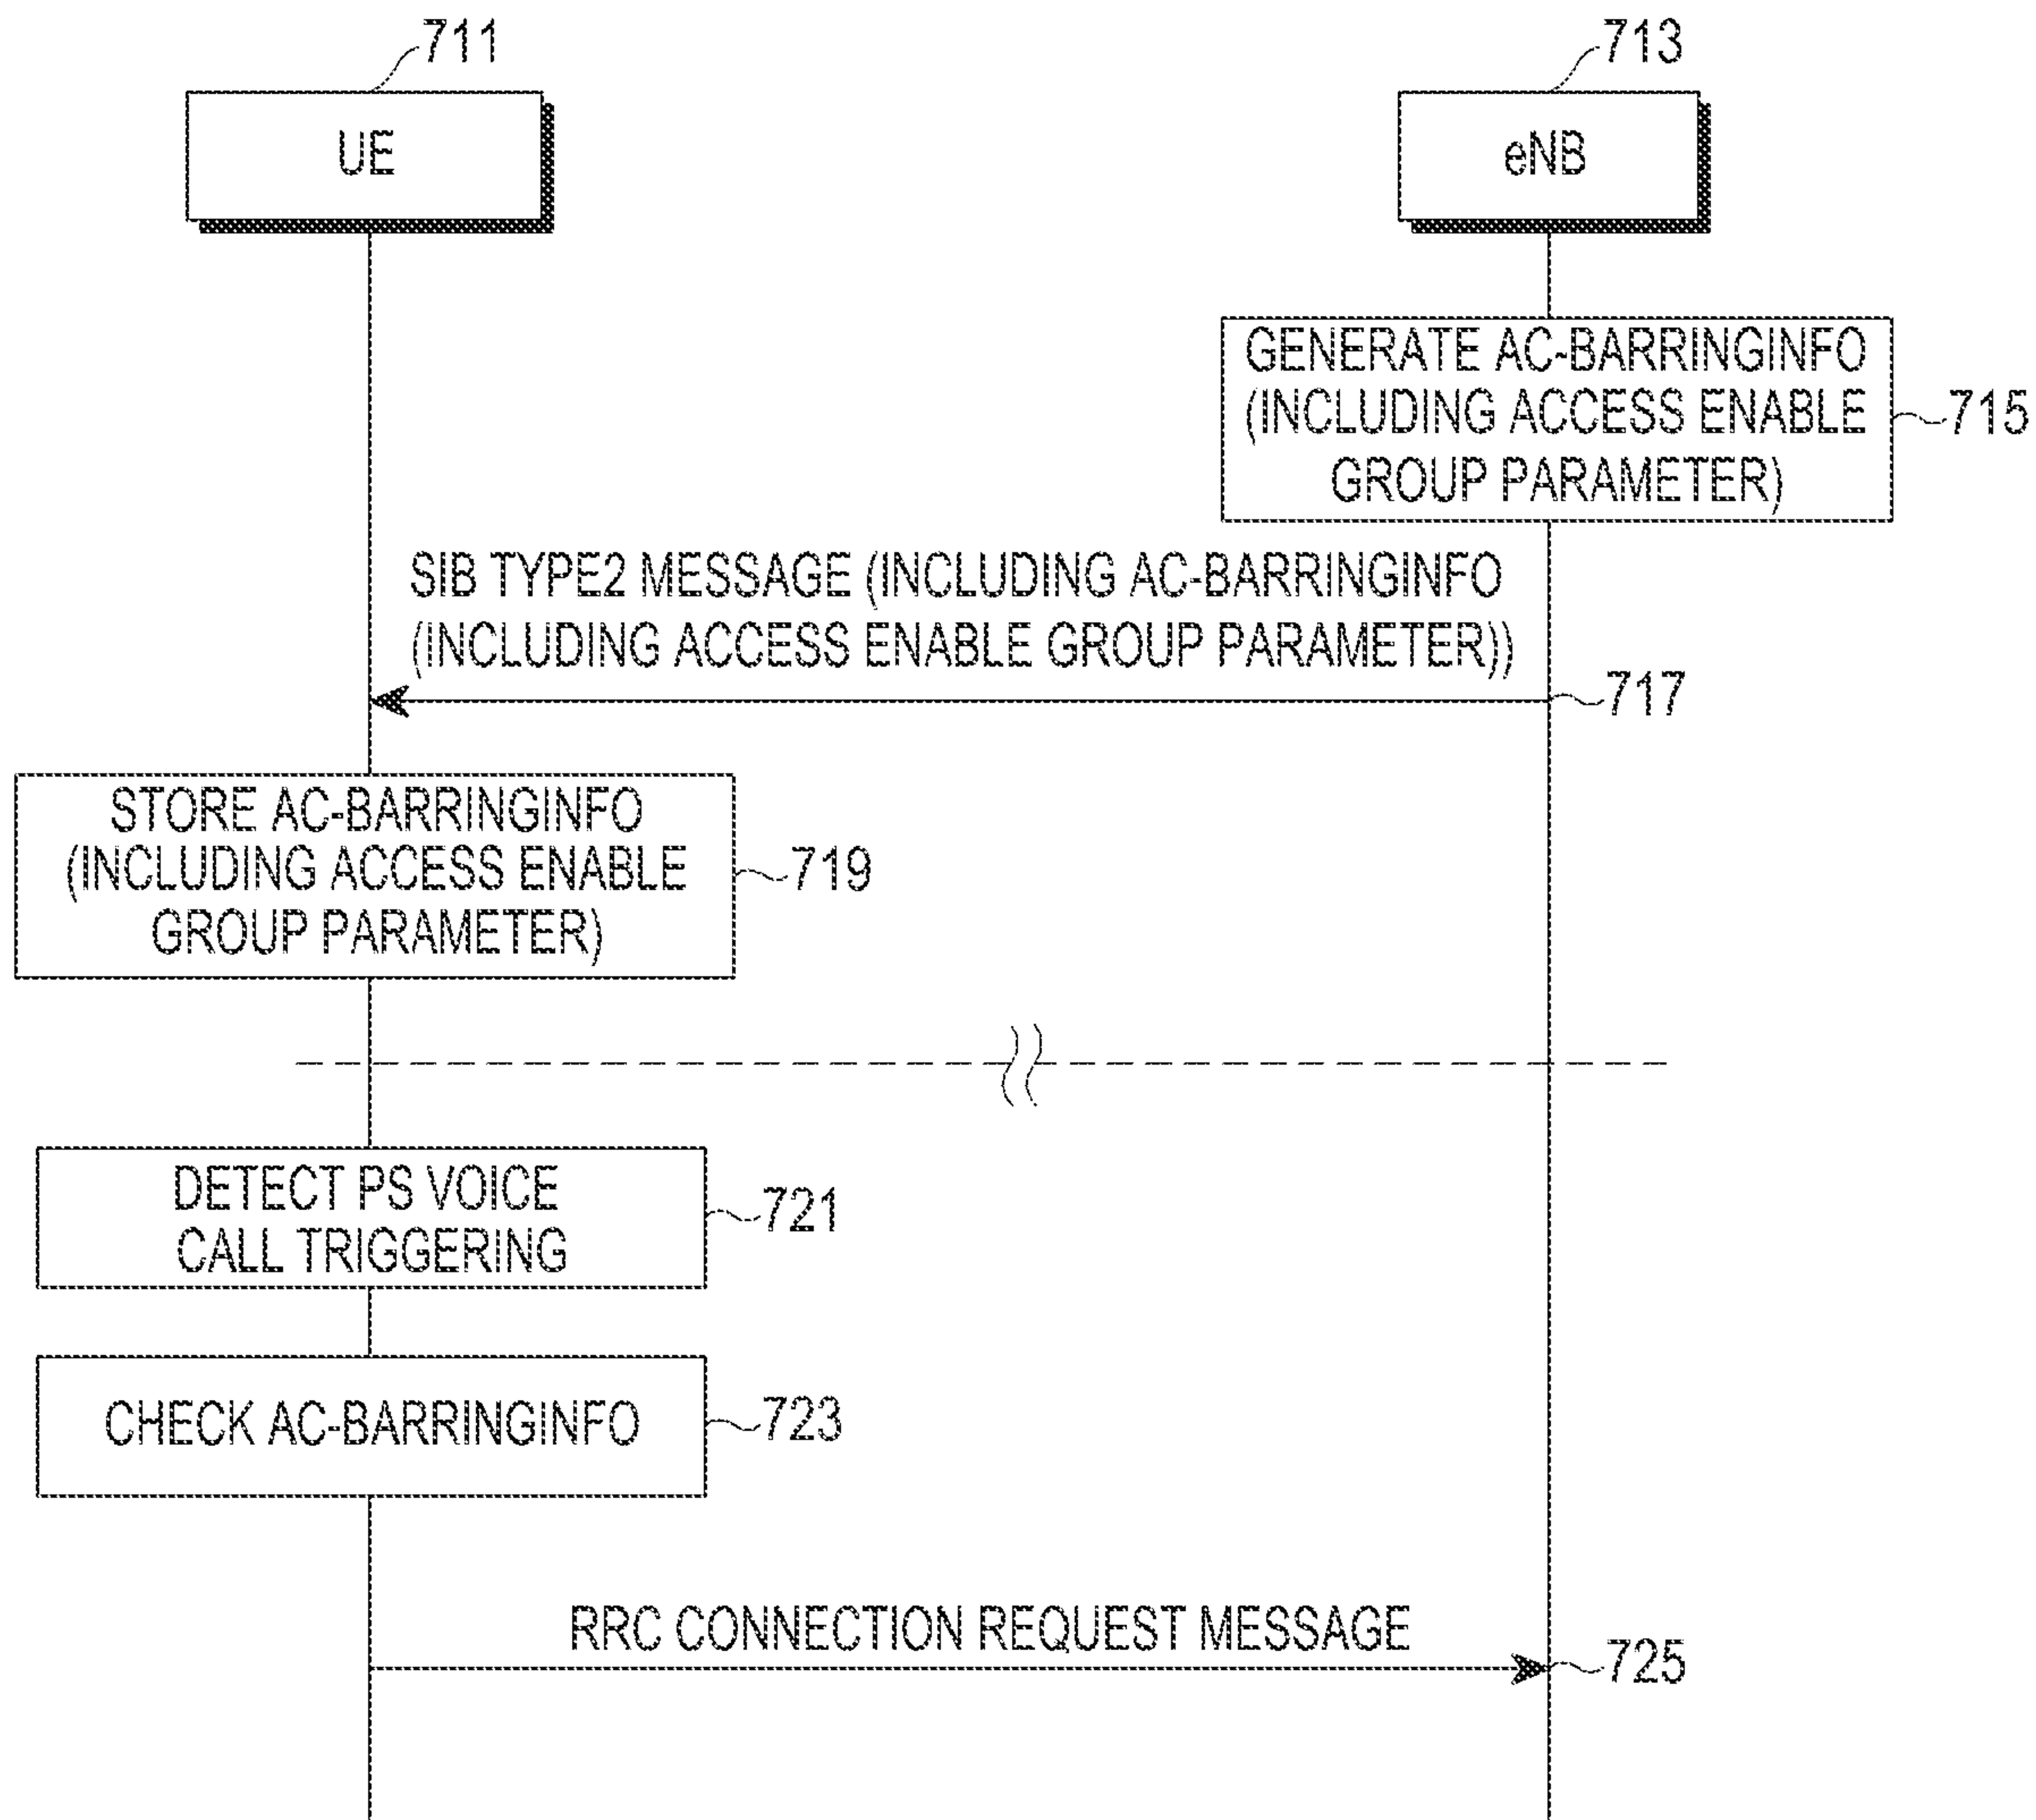 711
713
UE
eNB
GENERATE AC-BARRINGINFO
(INCLUDING ACCESS ENABLE
GROUP PARAMETER)
715
SIB TYPE2 MESSAGE (INCLUDING AC-BARRINGINFO
(INCLUDING ACCESS ENABLE GROUP PARAMETER))
717
STORE AC-BARRINGINFO
(INCLUDING ACCESS ENABLE
GROUP PARAMETER)
719
DETECT PS VOICE
CALL TRIGGERING
721
CHECK AC-BARRINGINFO
723
RRC CONNECTION REQUEST MESSAGE
725